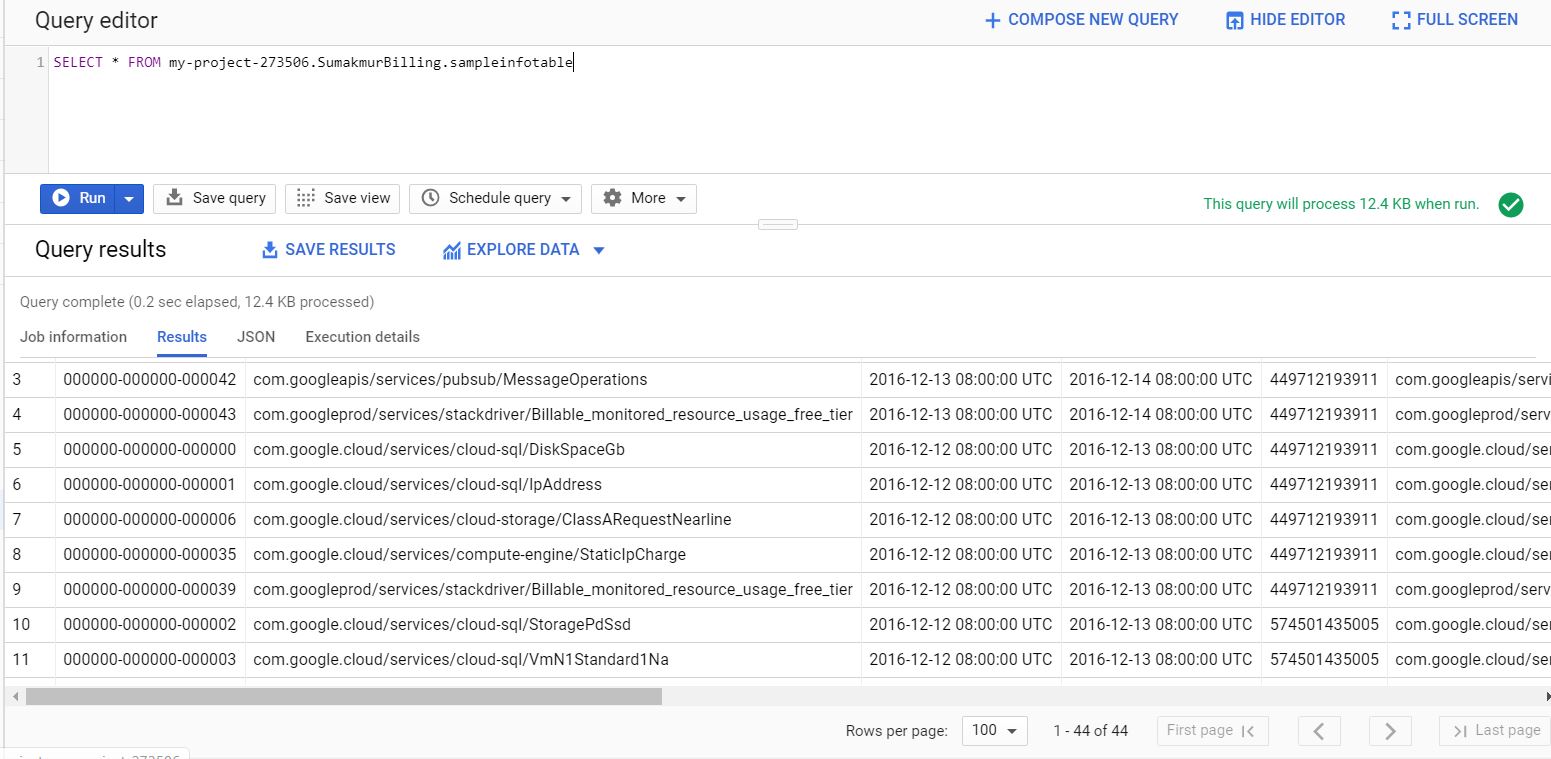 Query editor
COMPOSE NEW QUERY HIDE EDITOR FULL SCREEN
1 SELECT * FROM my-project-273506.SumakmurBilling.sampleinfotable
Run Save query Save view Schedule query More This query will process 12.4 KB when run.
Query results SAVE RESULTS EXPLORE DATA
Query complete (0.2 sec elapsed, 12.4 KB processed)
Job information Results JSON Execution details
3 000000-000000-000042 com.googleapis/services/pubsub/MessageOperations 2016-12-13 08:00:00 UTC 2016-12-14 08:00:00 UTC 449712193911 com.googleapis/servi
4 000000-000000-000043 com.googleprod/services/stackdriver/Billable_monitored_resource_usage_free_tier 2016-12-13 08:00:00 UTC 2016-12-14 08:00:00 UTC 449712193911 com.googleprod/serv
5 000000-000000-000000 com.google.cloud/services/cloud-sql/DiskSpaceGb 2016-12-12 08:00:00 UTC 2016-12-13 08:00:00 UTC 449712193911 com.google.cloud/se
6 000000-000000-000001 com.google.cloud/services/cloud-sql/IpAddress 2016-12-12 08:00:00 UTC 2016-12-13 08:00:00 UTC 449712193911 com.google.cloud/se
7 000000-000000-000006 com.google.cloud/services/cloud-storage/ClassARequestNearline 2016-12-12 08:00:00 UTC 2016-12-13 08:00:00 UTC 449712193911 com.google.cloud/se
8 000000-000000-000035 com.google.cloud/services/compute-engine/StaticIpCharge 2016-12-12 08:00:00 UTC 2016-12-13 08:00:00 UTC 449712193911 com.google.cloud/se
9 000000-000000-000039 com.googleprod/services/stackdriver/Billable_monitored_resource_usage_free_tier 2016-12-12 08:00:00 UTC 2016-12-13 08:00:00 UTC 449712193911 com.googleprod/serv
10 000000-000000-000002 com.google.cloud/services/cloud-sql/StoragePdSsd 2016-12-12 08:00:00 UTC 2016-12-13 08:00:00 UTC 574501435005 com.google.cloud/se
11 000000-000000-000003 com.google.cloud/services/cloud-sql/VmN1Standard1Na 2016-12-12 08:00:00 UTC 2016-12-13 08:00:00 UTC 574501435005 com.google.cloud/se
Rows per page: 100 1 - 44 of 44 First page Last page